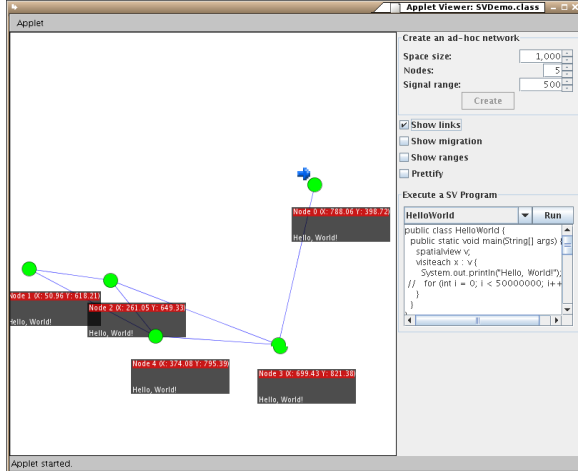 Applet Viewer: SVDemo.class
Applet
Create an ad-hoc network
Space size: 1,000
Nodes: 5
Signal range: 500
Create
Show links
Show migration
Show ranges
Prettify
Execute a SV Program
HelloWorld Run
public class HelloWorld {
public static void main(String[] args) {
spatialview v;
visiteach x : v {
System.out.println("Hello, World!");
// for (int i = 0; i < 50000000; i++
}
}
Node 0 (X: 788.06 Y: 398.72)
Hello, World!
Node 1 (X: 50.96 Y: 618.21)
Hello, World!
Node 2 (X: 261.05 Y: 649.33)
Hello, World!
Node 4 (X: 374.08 Y: 795.39)
Hello, World!
Node 3 (X: 699.43 Y: 821.38)
Hello, World!
Applet started.